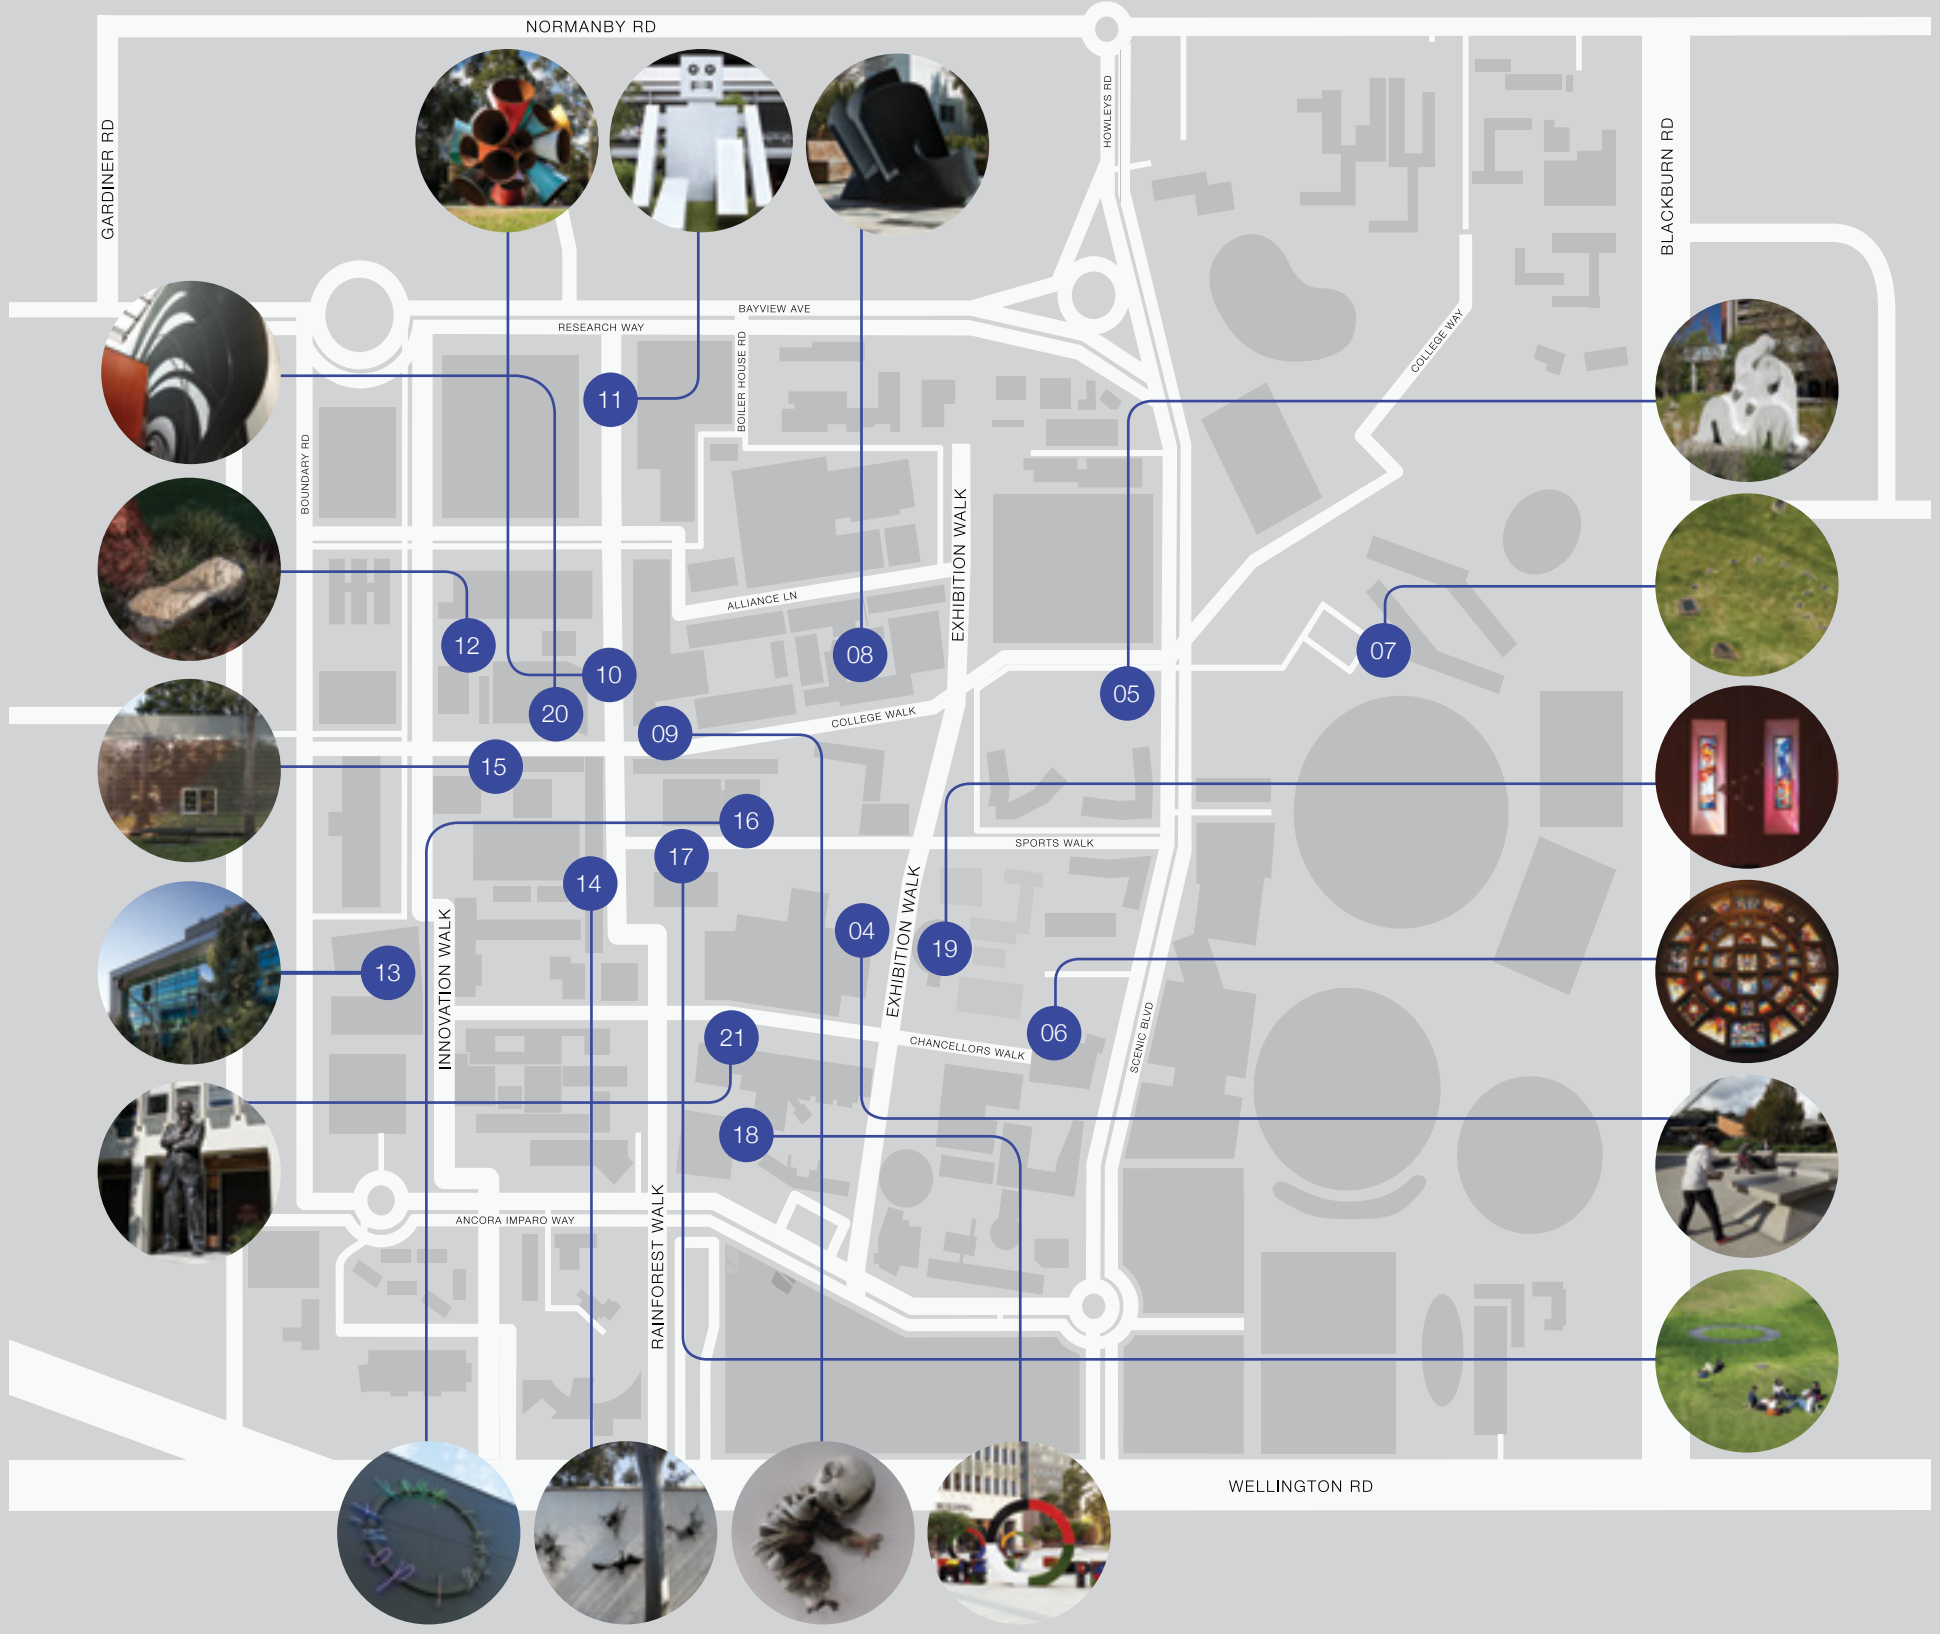 NORMANBY RD
GARDINER RD
HOWLEYS RD
BLACKBURN RD
BAYVIEW AVE
RESEARCH WAY
BOILER HOUSE RD
COLLEGE WAY
11
BOUNDARY RD
EXHIBITION WALK
ALLIANCE LN
12
08
07
10
05
20
09
COLLEGE WALK
15
16
SPORTS WALK
17
14
EXHIBITION WALK
04
19
INNOVATION WALK
13
06
21
CHANCELLORS WALK
SCENIC BLVD
18
ANCORA IMPARO WAY
RAINFOREST WALK
WELLINGTON RD